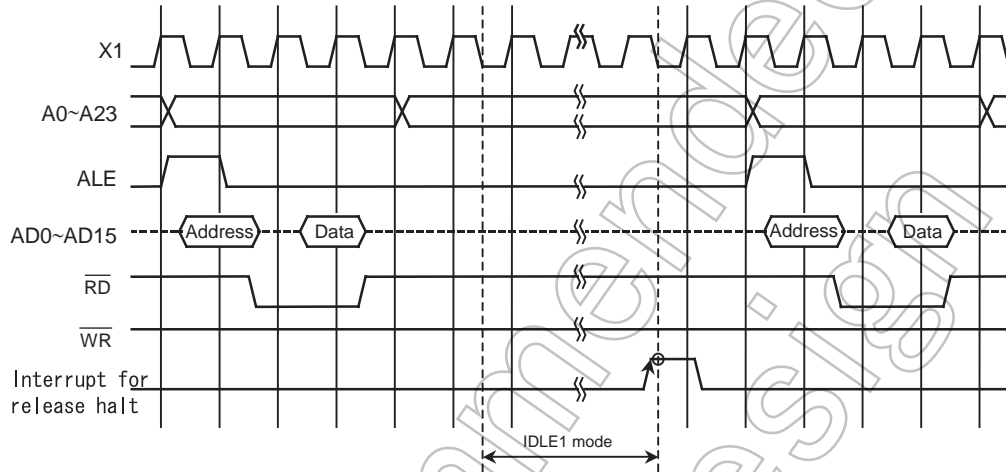 X1
A0~A23
ALE
AD0~AD15
Address
Data
Address
Data
RD
WR
Interrupt for
release halt
IDLE1 mode